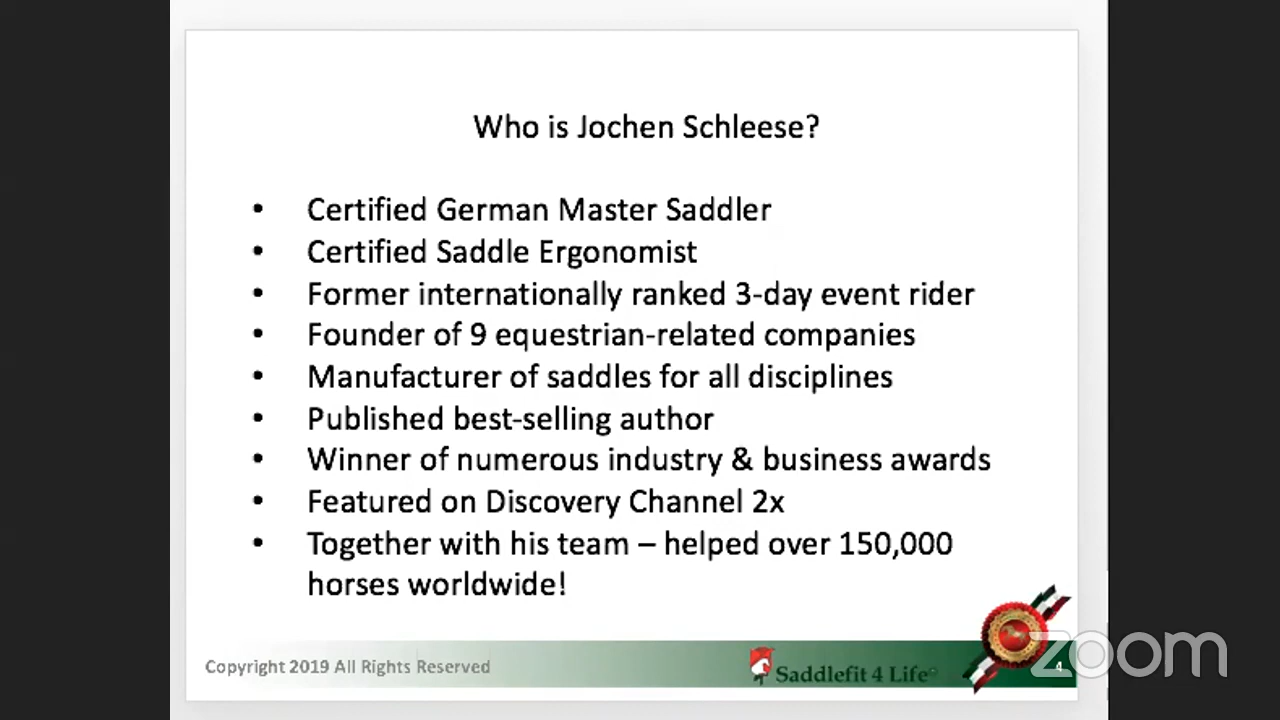 Who is Jochen Schleese?
• Certified German Master Saddler
• Certified Saddle Ergonomist
• Former internationally ranked 3-day event rider
• Founder of 9 equestrian-related companies
• Manufacturer of saddles for all disciplines
• Published best-selling author
• Winner of numerous industry & business awards
• Featured on Discovery Channel 2x
• Together with his team – helped over 150,000
horses worldwide!
Copyright 2019 All Rights Reserved
Saddlefit 4 Life
4
zoom